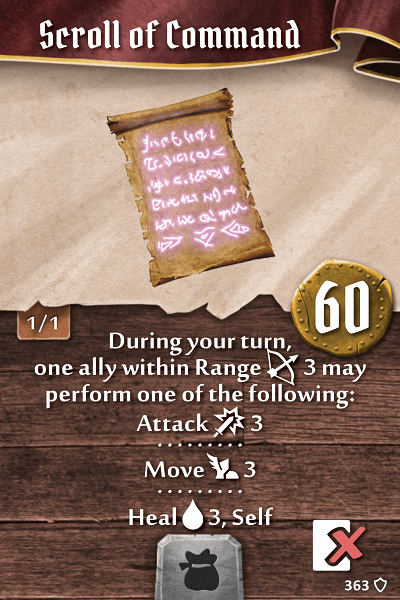 Scroll of Command
1/1
60
During your turn,
one ally within Range 3 may
perform one of the following:
Attack 3
Move 3
Heal 3, Self
363